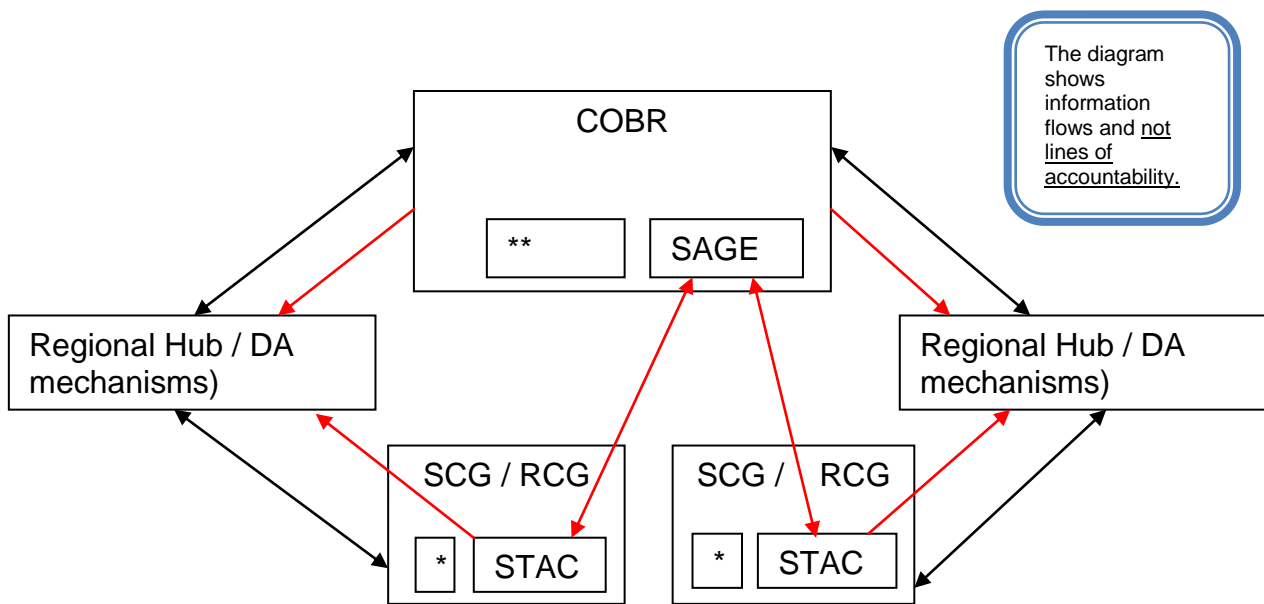 The diagram
shows
information
flows and not
lines of
accountability.
COBR
**
SAGE
Regional Hub / DA
mechanisms)
Regional Hub / DA
mechanisms)
SCG / RCG
*
STAC
SCG / RCG
*
STAC